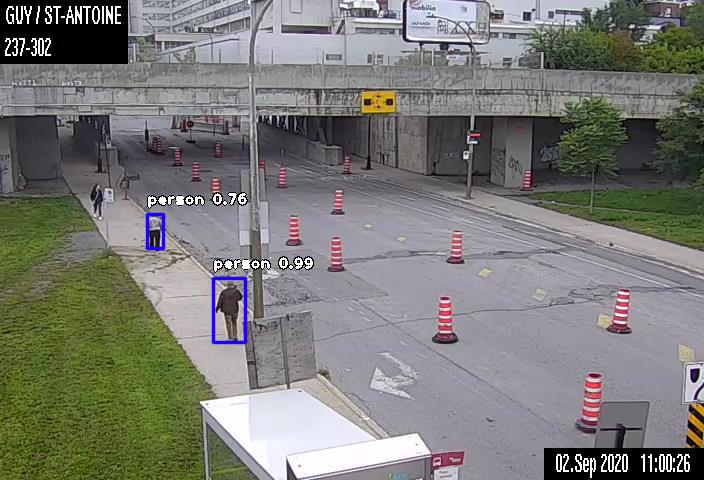 GUY / ST-ANTOINE
237-302
person 0.76
person 0.99
02.Sep 2020 11:00:26